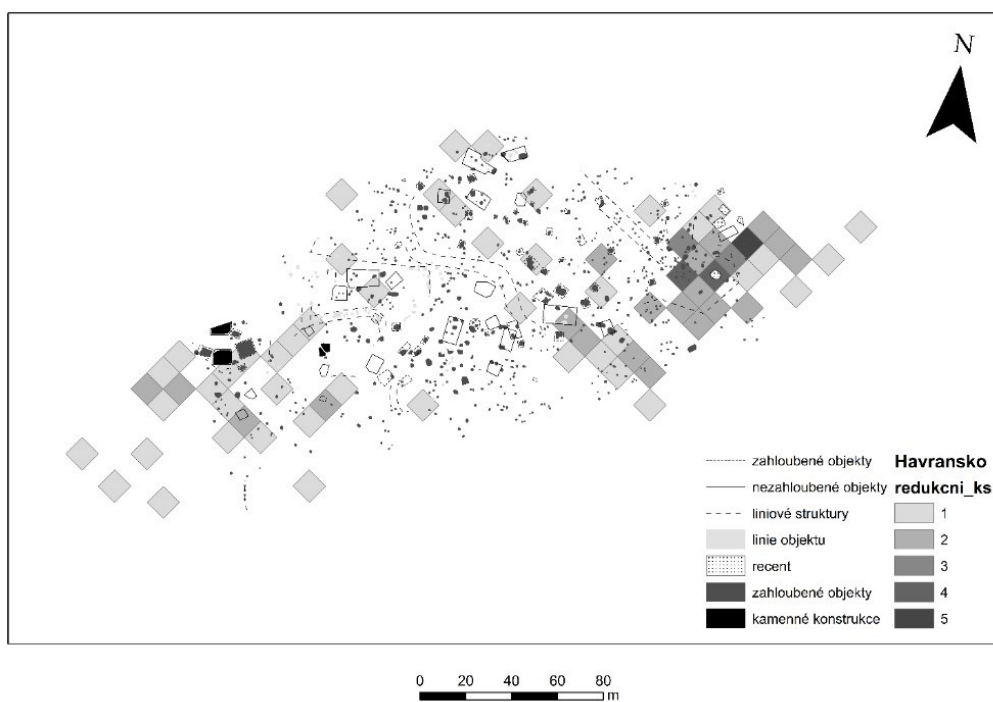 N
zahloubené objekty
nezahloubené objekty
liniové struktury
linie objektu
recent
zahloubené objekty
kamenné konstrukce
Havransko
redukcni_ks
1
2
3
4
5
0 20 40 60 80
m